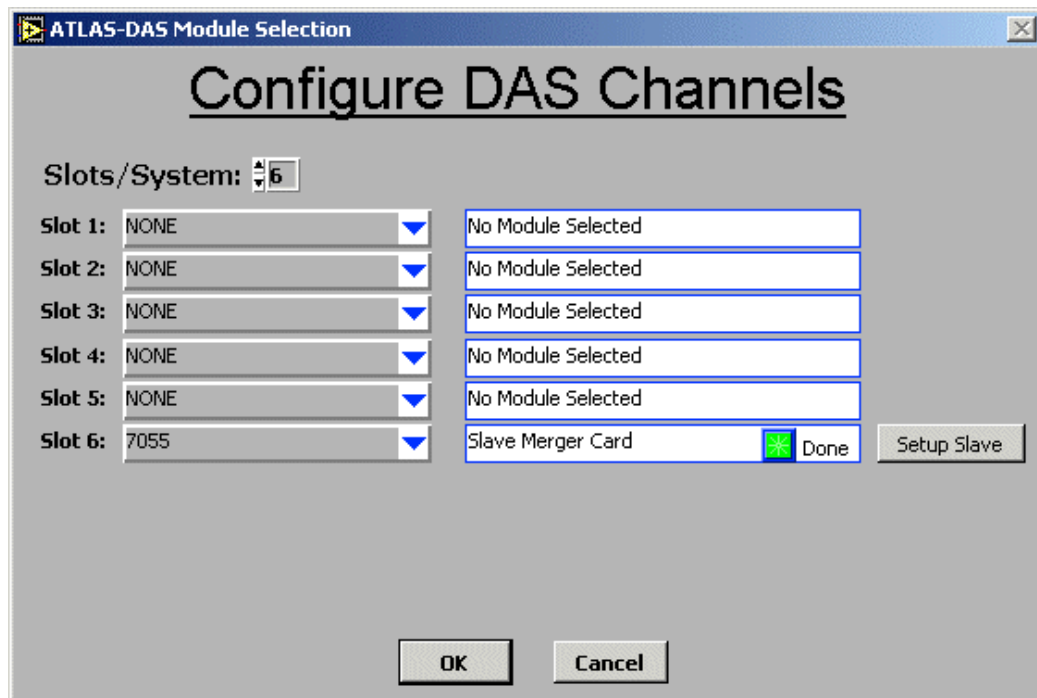 ATLAS-DAS Module Selection
Configure DAS Channels
Slots/System: 6
Slot 1: NONE No Module Selected
Slot 2: NONE No Module Selected
Slot 3: NONE No Module Selected
Slot 4: NONE No Module Selected
Slot 5: NONE No Module Selected
Slot 6: 7055 Slave Merger Card Done Setup Slave
OK Cancel